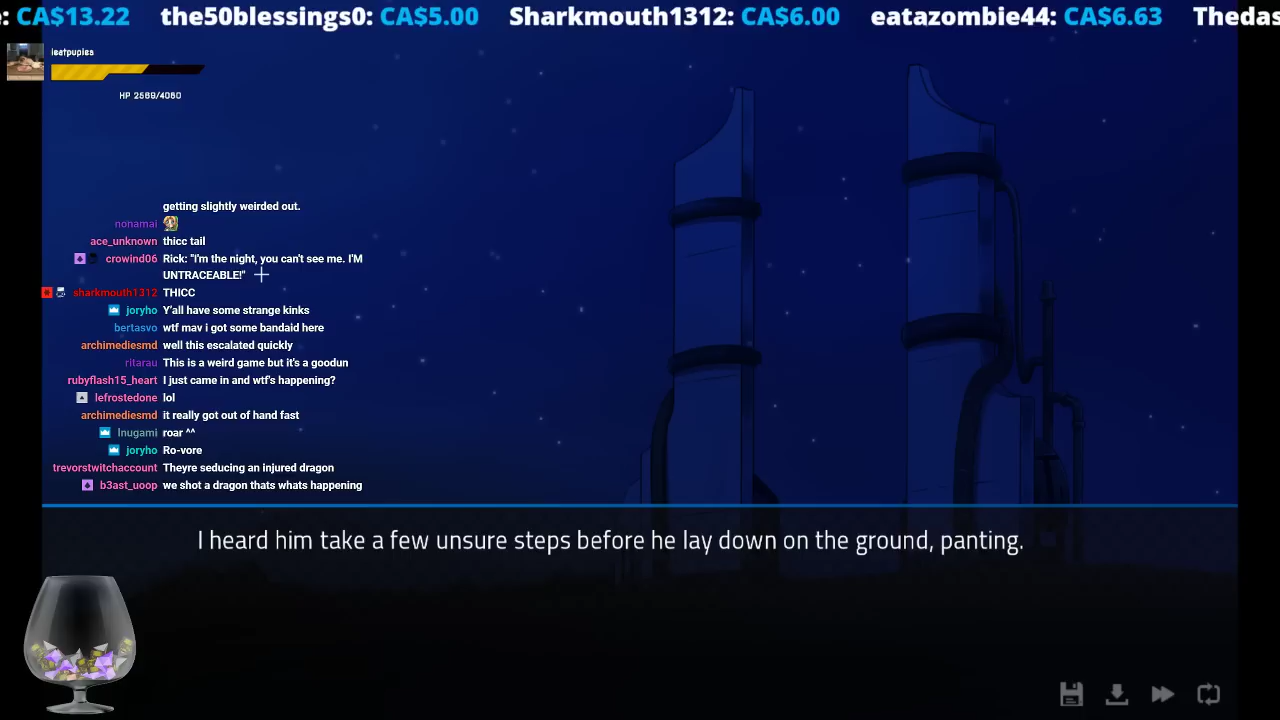 : CA$13.22 the50blessings0: CA$5.00 Sharkmouth1312: CA$6.00 eatazombie44: CA$6.63 Thedas
ieatpupies
HP 2569/4060
getting slightly weirded out.
nonamai
ace_unknown thicc tail
crowind06 Rick: "I'm the night, you can't see me. I'M
UNTRACEABLE!"
sharkmouth1312 THICC
joryho Y'all have some strange kinks
bertasvo wtf mav i got some bandaid here
archimediesmd well this escalated quickly
ritarau This is a weird game but it's a goodun
rubyflash15_heart I just came in and wtf's happening?
lefrostedone lol
archimediesmd it really got out of hand fast
lnugami roar ^^
joryho Ro-vore
trevorstwitchaccount Theyre seducing an injured dragon
b3ast_uoop we shot a dragon thats whats happening
I heard him take a few unsure steps before he lay down on the ground, panting.